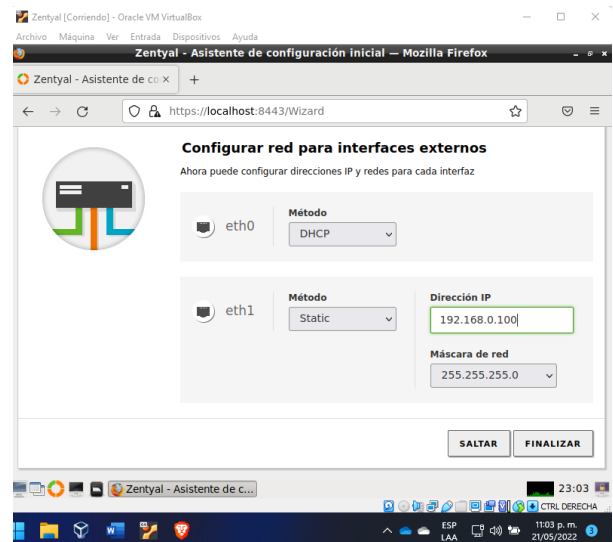 Zentyal [Corriendo] - Oracle VM VirtualBox
Archivo Máquina Ver Entrada Dispositivos Ayuda
Zentyal - Asistente de configuración inicial — Mozilla Firefox
Zentyal - Asistente de co
https://localhost:8443/Wizard
Configurar red para interfaces externos
Ahora puede configurar direcciones IP y redes para cada interfaz
eth0
Método
DHCP
eth1
Método
Static
Dirección IP
192.168.0.100
Máscara de red
255.255.255.0
SALTAR
FINALIZAR
Zentyal - Asistente de c...
23:03
CTRL DERECHA
ESP
LAA
11:03 p. m.
21/05/2022
3